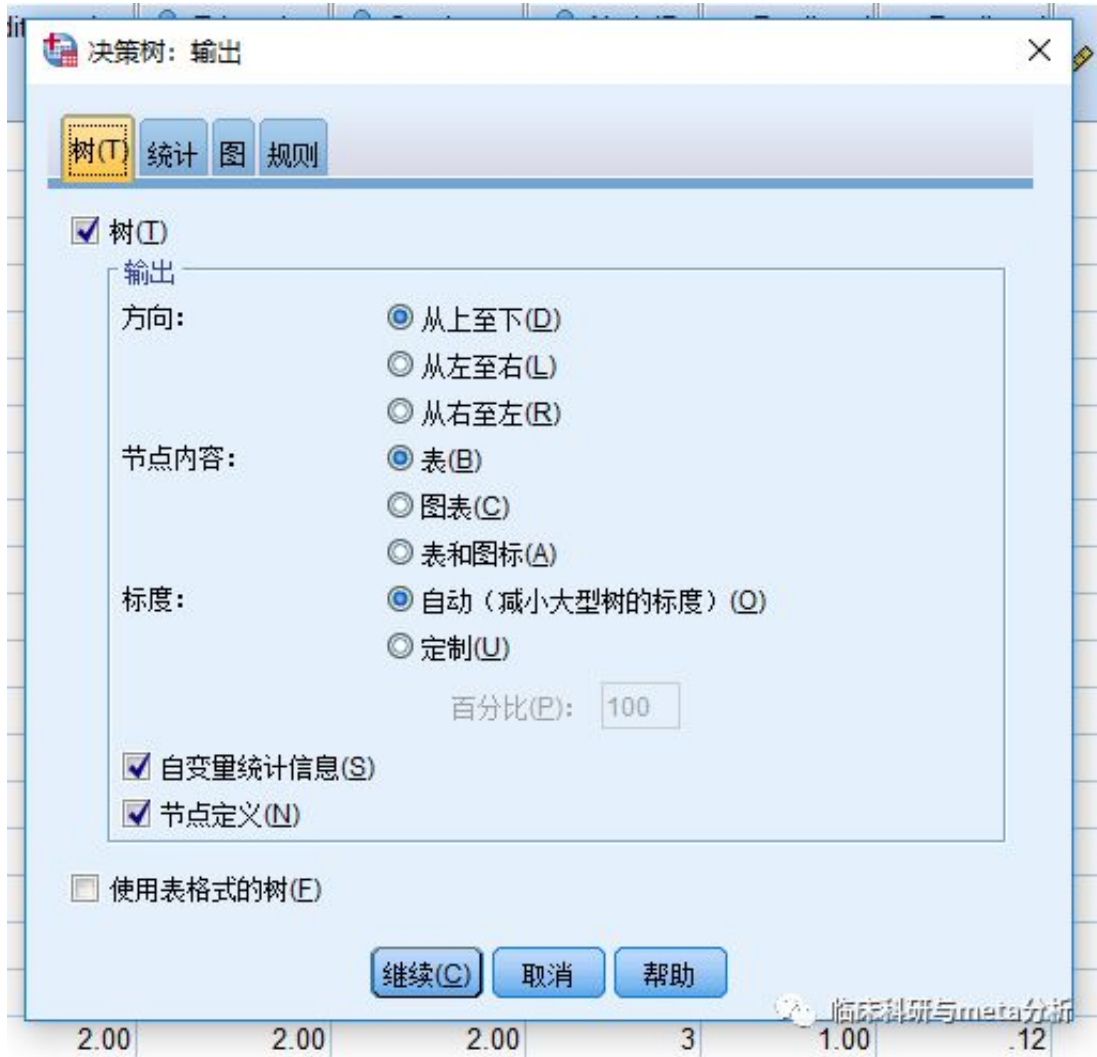 决策树：输出
树(T) 统计 图 规则
树(T)
输出
方向：
从上至下(D)
从左至右(L)
从右至左(R)
节点内容：
表(B)
图表(C)
表和图标(A)
标度：
自动（减小大型树的标度）(O)
定制(U)
百分比(P)： 100
自变量统计信息(S)
节点定义(N)
使用表格式的树(F)
继续(C) 取消 帮助
临床科研与meta分析
2.00 2.00 2.00 3 1.00 .12